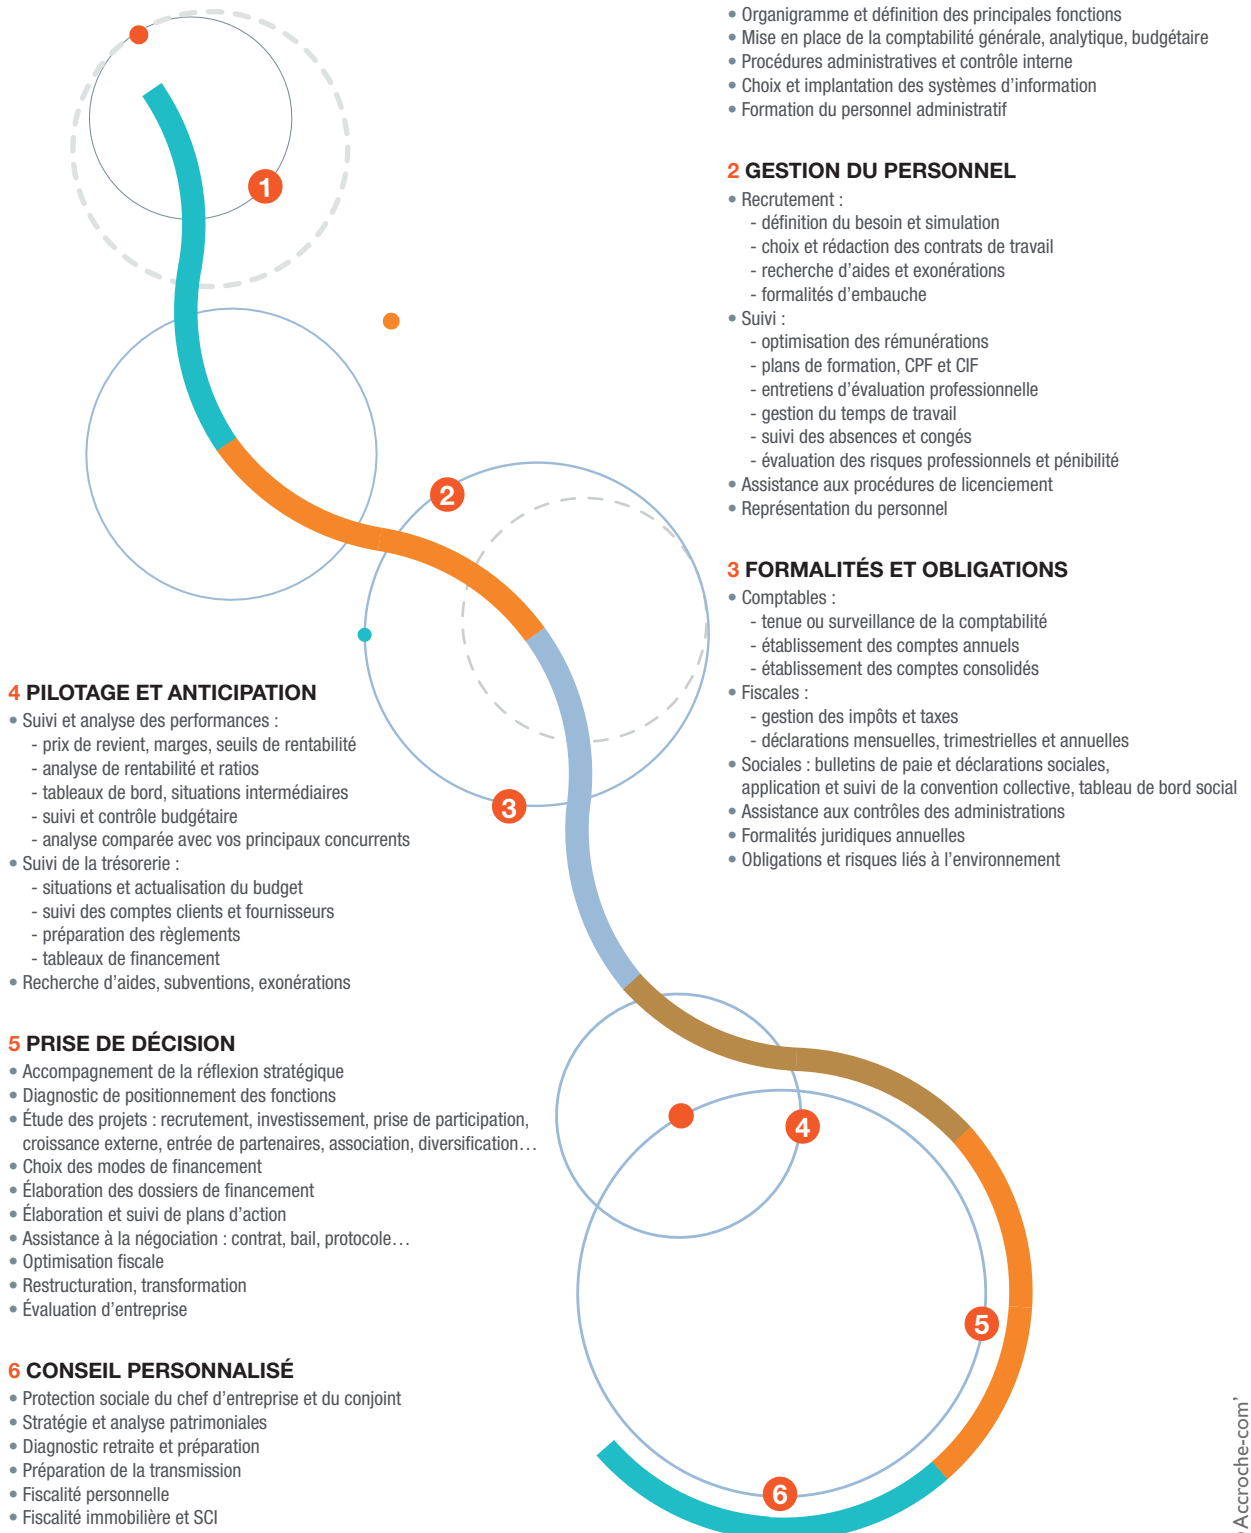 • Organigramme et définition des principales fonctions
• Mise en place de la comptabilité générale, analytique, budgétaire
• Procédures administratives et contrôle interne
• Choix et implantation des systèmes d’information
• Formation du personnel administratif
1
2 GESTION DU PERSONNEL
• Recrutement :
- définition du besoin et simulation
- choix et rédaction des contrats de travail
- recherche d’aides et exonérations
- formalités d’embauche
• Suivi :
- optimisation des rémunérations
- plans de formation, CPF et CIF
- entretiens d’évaluation professionnelle
- gestion du temps de travail
- suivi des absences et congés
- évaluation des risques professionnels et pénibilité
• Assistance aux procédures de licenciement
• Représentation du personnel
2
3 FORMALITÉS ET OBLIGATIONS
• Comptables :
- tenue ou surveillance de la comptabilité
- établissement des comptes annuels
- établissement des comptes consolidés
• Fiscales :
- gestion des impôts et taxes
- déclarations mensuelles, trimestrielles et annuelles
• Sociales : bulletins de paie et déclarations sociales,
application et suivi de la convention collective, tableau de bord social
• Assistance aux contrôles des administrations
• Formalités juridiques annuelles
• Obligations et risques liés à l’environnement
3
4 PILOTAGE ET ANTICIPATION
• Suivi et analyse des performances :
- prix de revient, marges, seuils de rentabilité
- analyse de rentabilité et ratios
- tableaux de bord, situations intermédiaires
- suivi et contrôle budgétaire
- analyse comparée avec vos principaux concurrents
• Suivi de la trésorerie :
- situations et actualisation du budget
- suivi des comptes clients et fournisseurs
- préparation des règlements
- tableaux de financement
• Recherche d’aides, subventions, exonérations
5 PRISE DE DÉCISION
• Accompagnement de la réflexion stratégique
• Diagnostic de positionnement des fonctions
• Étude des projets : recrutement, investissement, prise de participation,
croissance externe, entrée de partenaires, association, diversification…
• Choix des modes de financement
• Élaboration des dossiers de financement
• Élaboration et suivi de plans d’action
• Assistance à la négociation : contrat, bail, protocole…
• Optimisation fiscale
• Restructuration, transformation
• Évaluation d’entreprise
4
5
6 CONSEIL PERSONNALISÉ
• Protection sociale du chef d’entreprise et du conjoint
• Stratégie et analyse patrimoniales
• Diagnostic retraite et préparation
• Préparation de la transmission
• Fiscalité personnelle
• Fiscalité immobilière et SCI
6
Accroche-com’